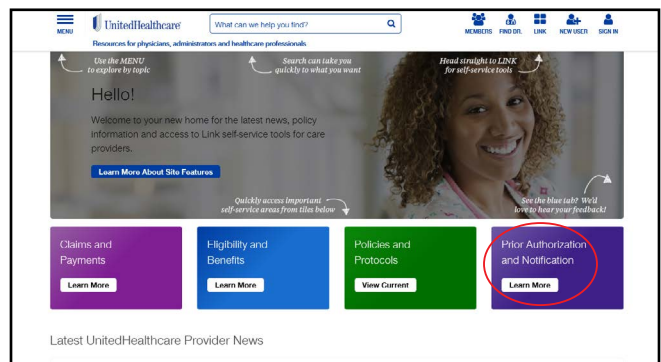 MENU
UnitedHealthcare®
What can we help you find?
MEMBERS
FIND DR.
LINK
NEW USER
SIGN IN
Resources for physicians, administrators and healthcare professionals
Use the MENU
to explore by topic
Search can take you
quickly to what you want
Head straight to LINK
for self-service tools
Hello!
Welcome to your new home for the latest news, policy
information and access to Link self-service tools for care
providers.
Learn More About Site Features
Quickly access important
self-service areas from tiles below
See the blue tab? We'd
love to hear your feedback!
Claims and
Payments
Learn More
Eligibility and
Benefits
Learn More
Policies and
Protocols
View Current
Prior Authorization
and Notification
Learn More
Latest UnitedHealthcare Provider News